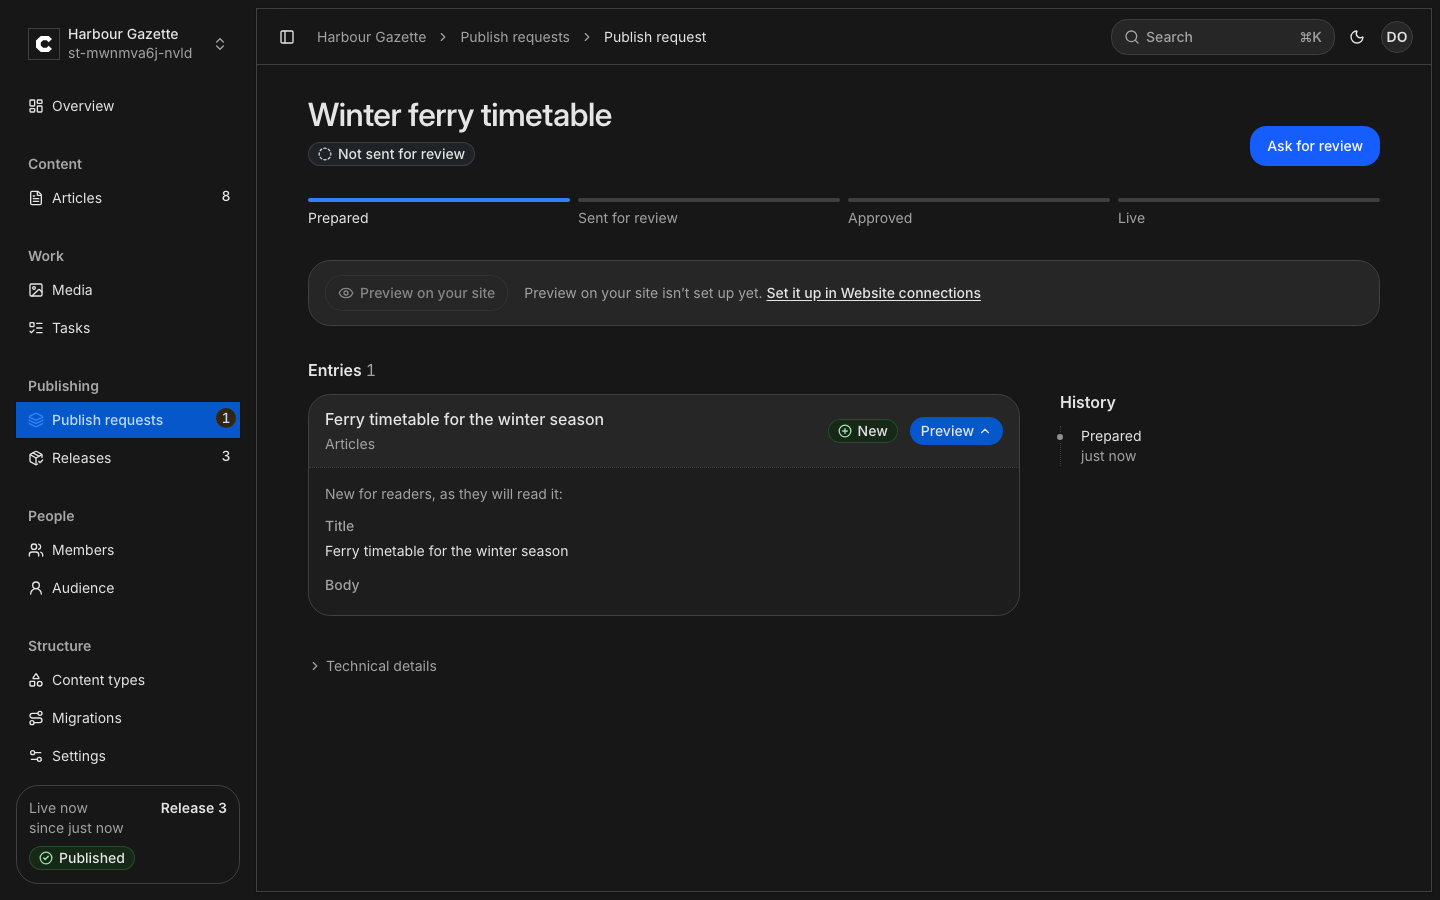 Harbour Gazette
st-mwnmva6j-nvld
Overview
Content
Articles 8
Work
Media
Tasks
Publishing
Publish requests 1
Releases 3
People
Members
Audience
Structure
Content types
Migrations
Settings
Live now Release 3
since just now
Published
Harbour Gazette > Publish requests > Publish request
Search ⌘K
DO
Winter ferry timetable
Not sent for review
Ask for review
Prepared
Sent for review
Approved
Live
Preview on your site
Preview on your site isn’t set up yet. Set it up in Website connections
Entries 1
Ferry timetable for the winter season
Articles
New
Preview
New for readers, as they will read it:
Title
Ferry timetable for the winter season
Body
History
Prepared
just now
Technical details